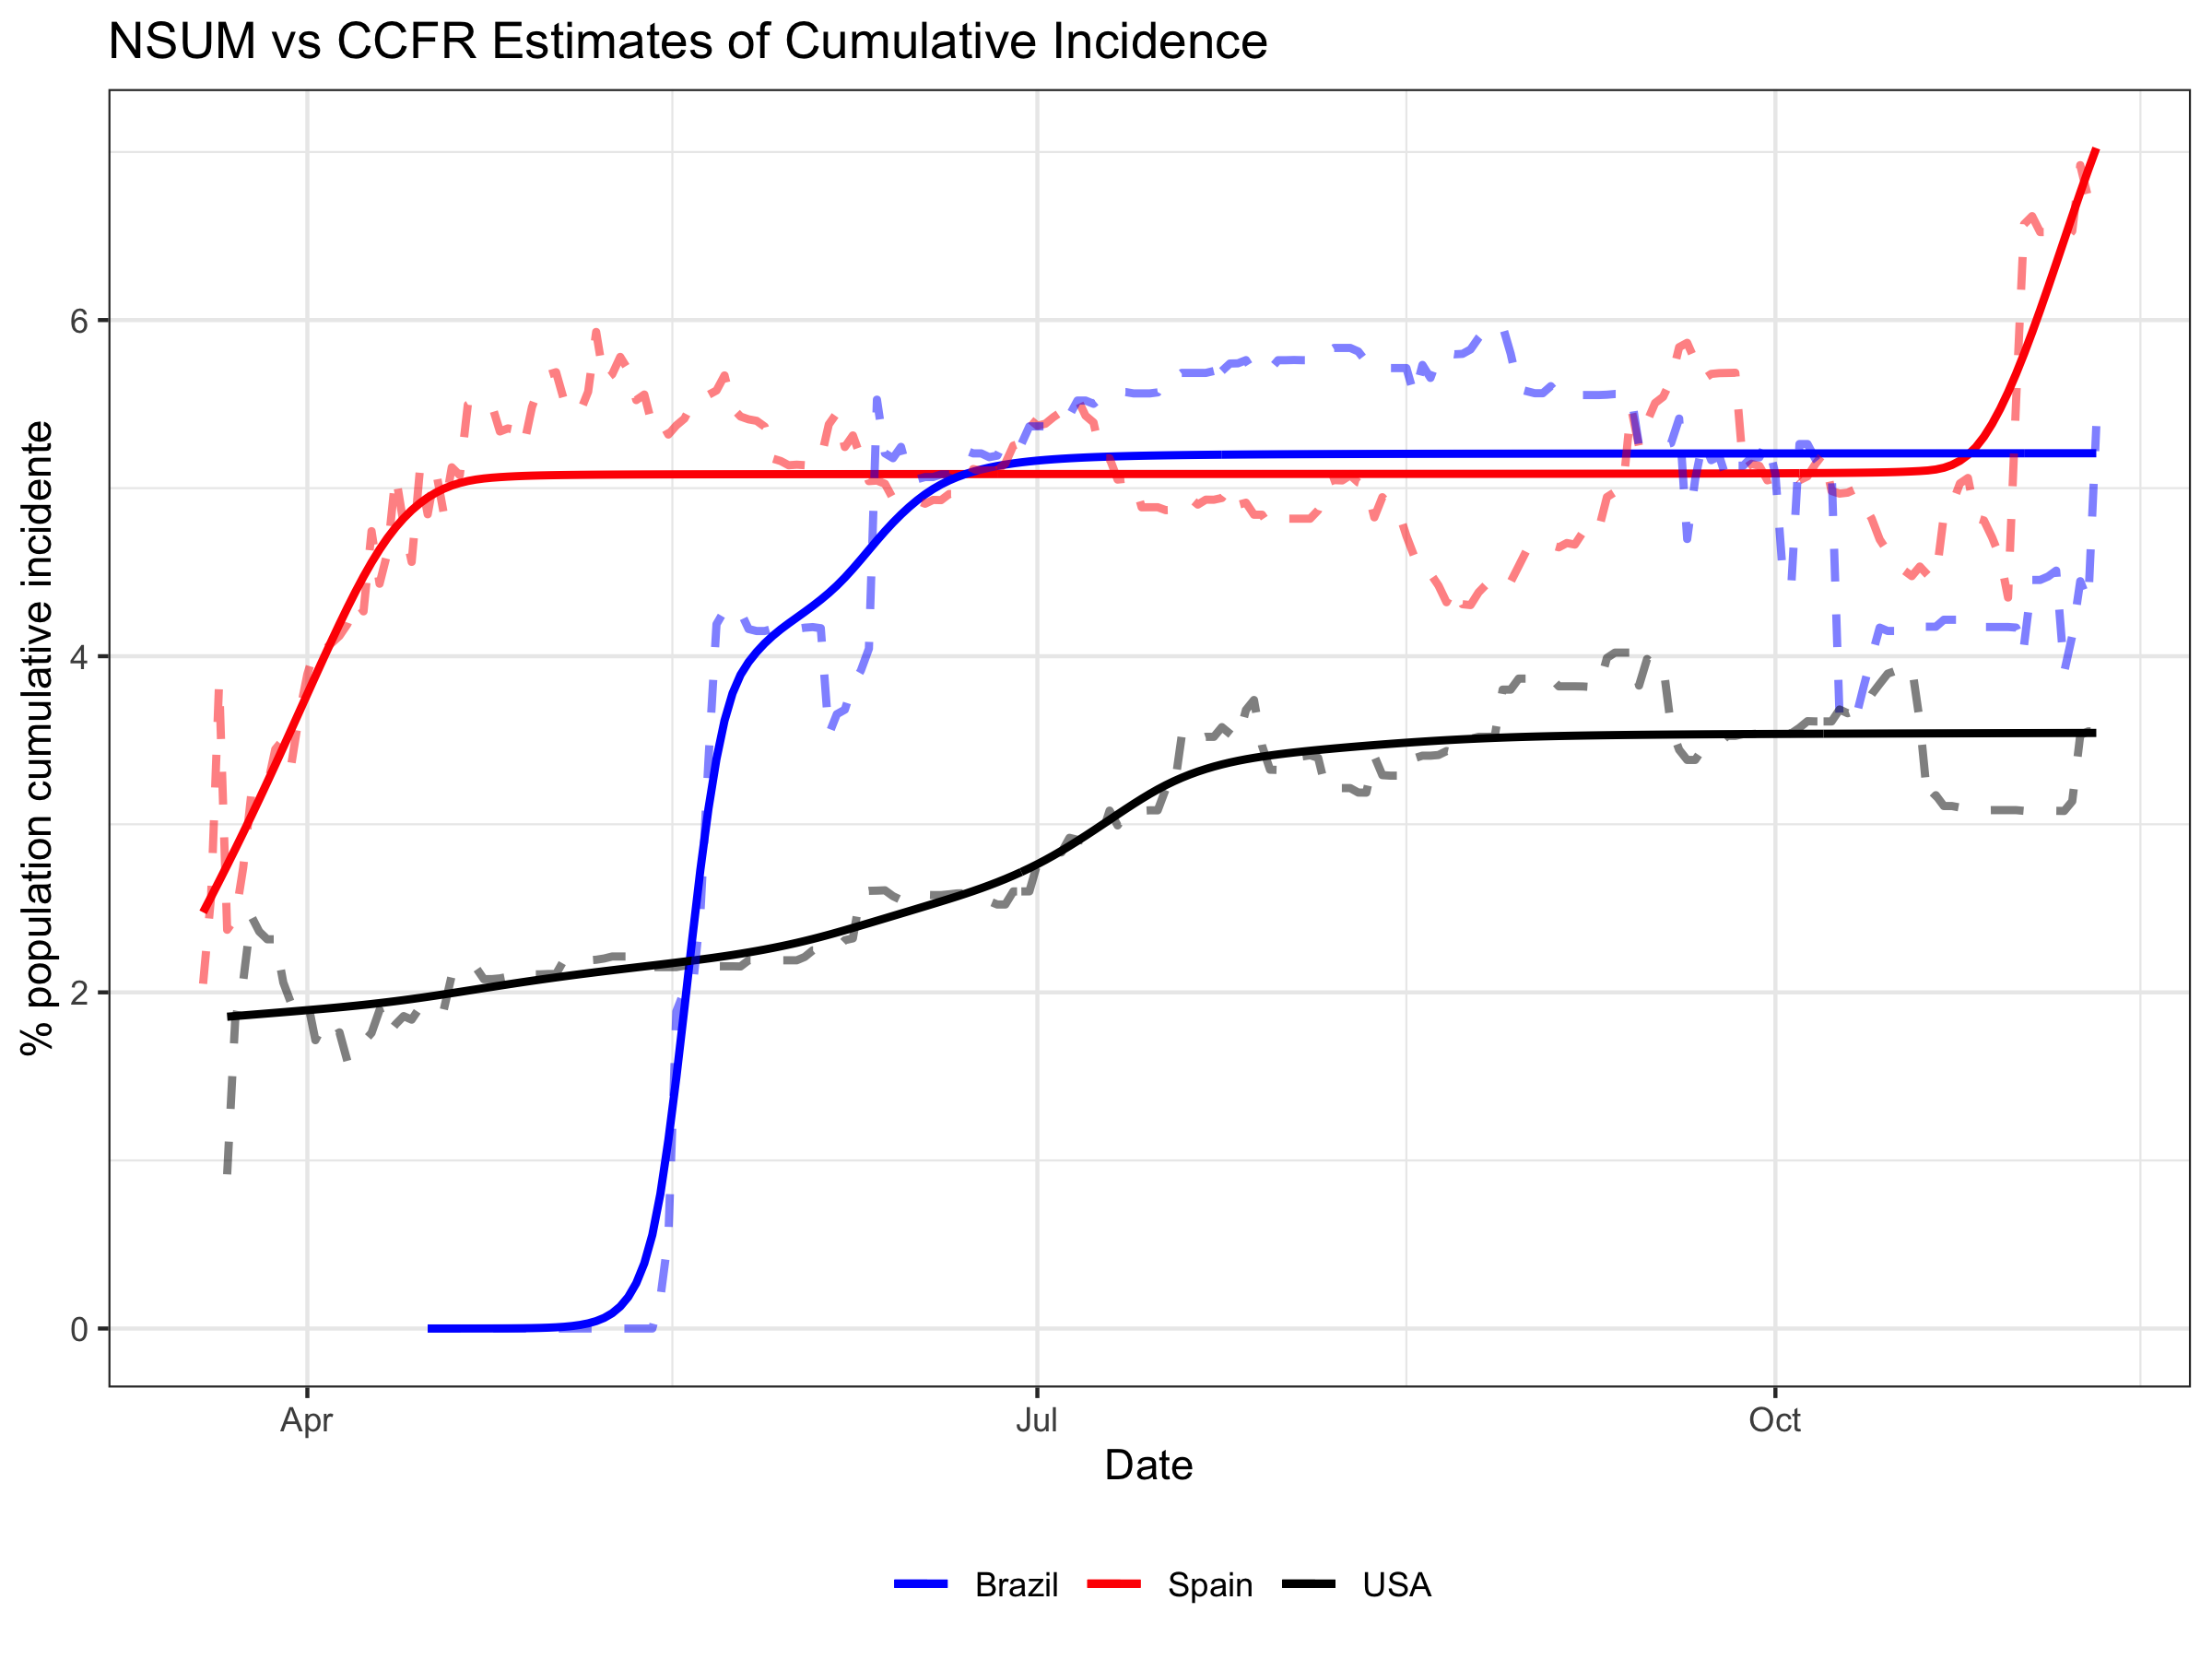 NSUM vs CCFR Estimates of Cumulative Incidence
% population cumulative incidente
6
4
2
0
Apr
Jul
Oct
Date
Brazil
Spain
USA